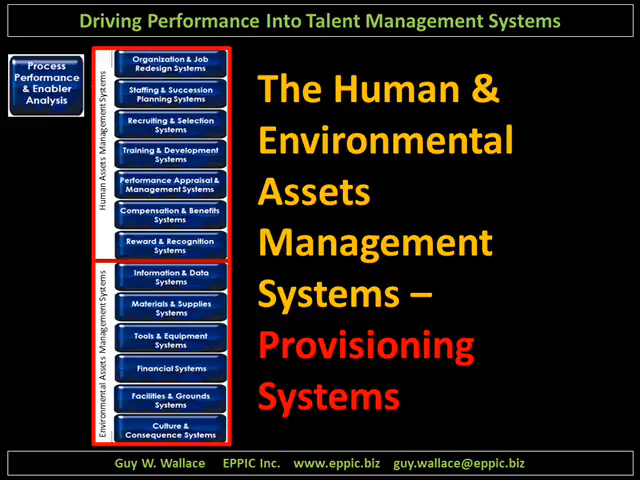 Driving Performance Into Talent Management Systems
Process
Performance
& Enabler
Analysis
Human Assets Management Systems
Organization & Job
Redesign Systems
Staffing & Succession
Planning Systems
Recruiting & Selection
Systems
Training & Development
Systems
Performance Appraisal &
Management Systems
Compensation & Benefits
Systems
Reward & Recognition
Systems
Environmental Assets Management Systems
Information & Data
Systems
Materials & Supplies
Systems
Tools & Equipment
Systems
Financial Systems
Facilities & Grounds
Systems
Culture &
Consequence Systems
The Human &
Environmental
Assets
Management
Systems –
Provisioning
Systems
Guy W. Wallace EPPIC Inc. www.eppic.biz guy.wallace@eppic.biz